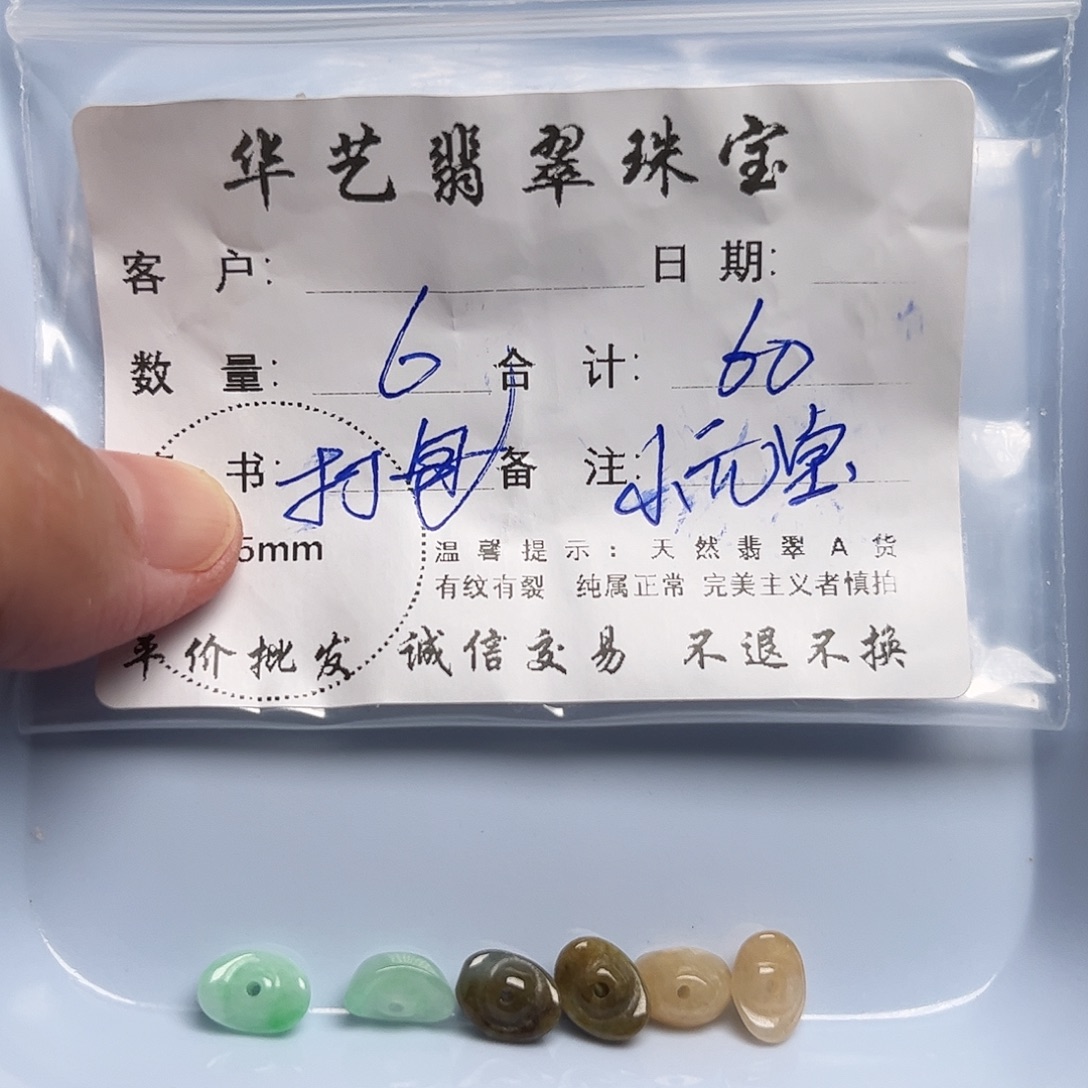 华艺翡翠珠宝
客 户: 日 期:
数 量: 6 合 计: 60
书: 打包 备 注: 小元宝
5mm
温馨提示：天然翡翠A货
有纹有裂 纯属正常 完美主义者慎拍
平价批发 诚信交易 不退不换